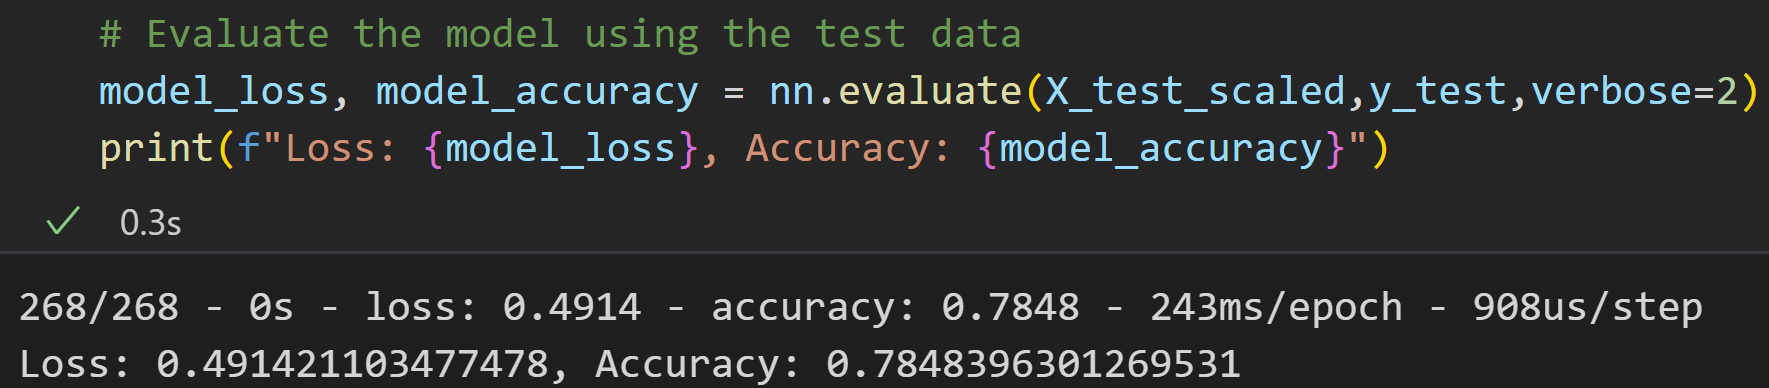 # Evaluate the model using the test data
model_loss, model_accuracy = nn.evaluate(X_test_scaled,y_test,verbose=2)
print(f"Loss: {model_loss}, Accuracy: {model_accuracy}")
0.3s
268/268 - 0s - loss: 0.4914 - accuracy: 0.7848 - 243ms/epoch - 908us/step
Loss: 0.491421103477478, Accuracy: 0.7848396301269531